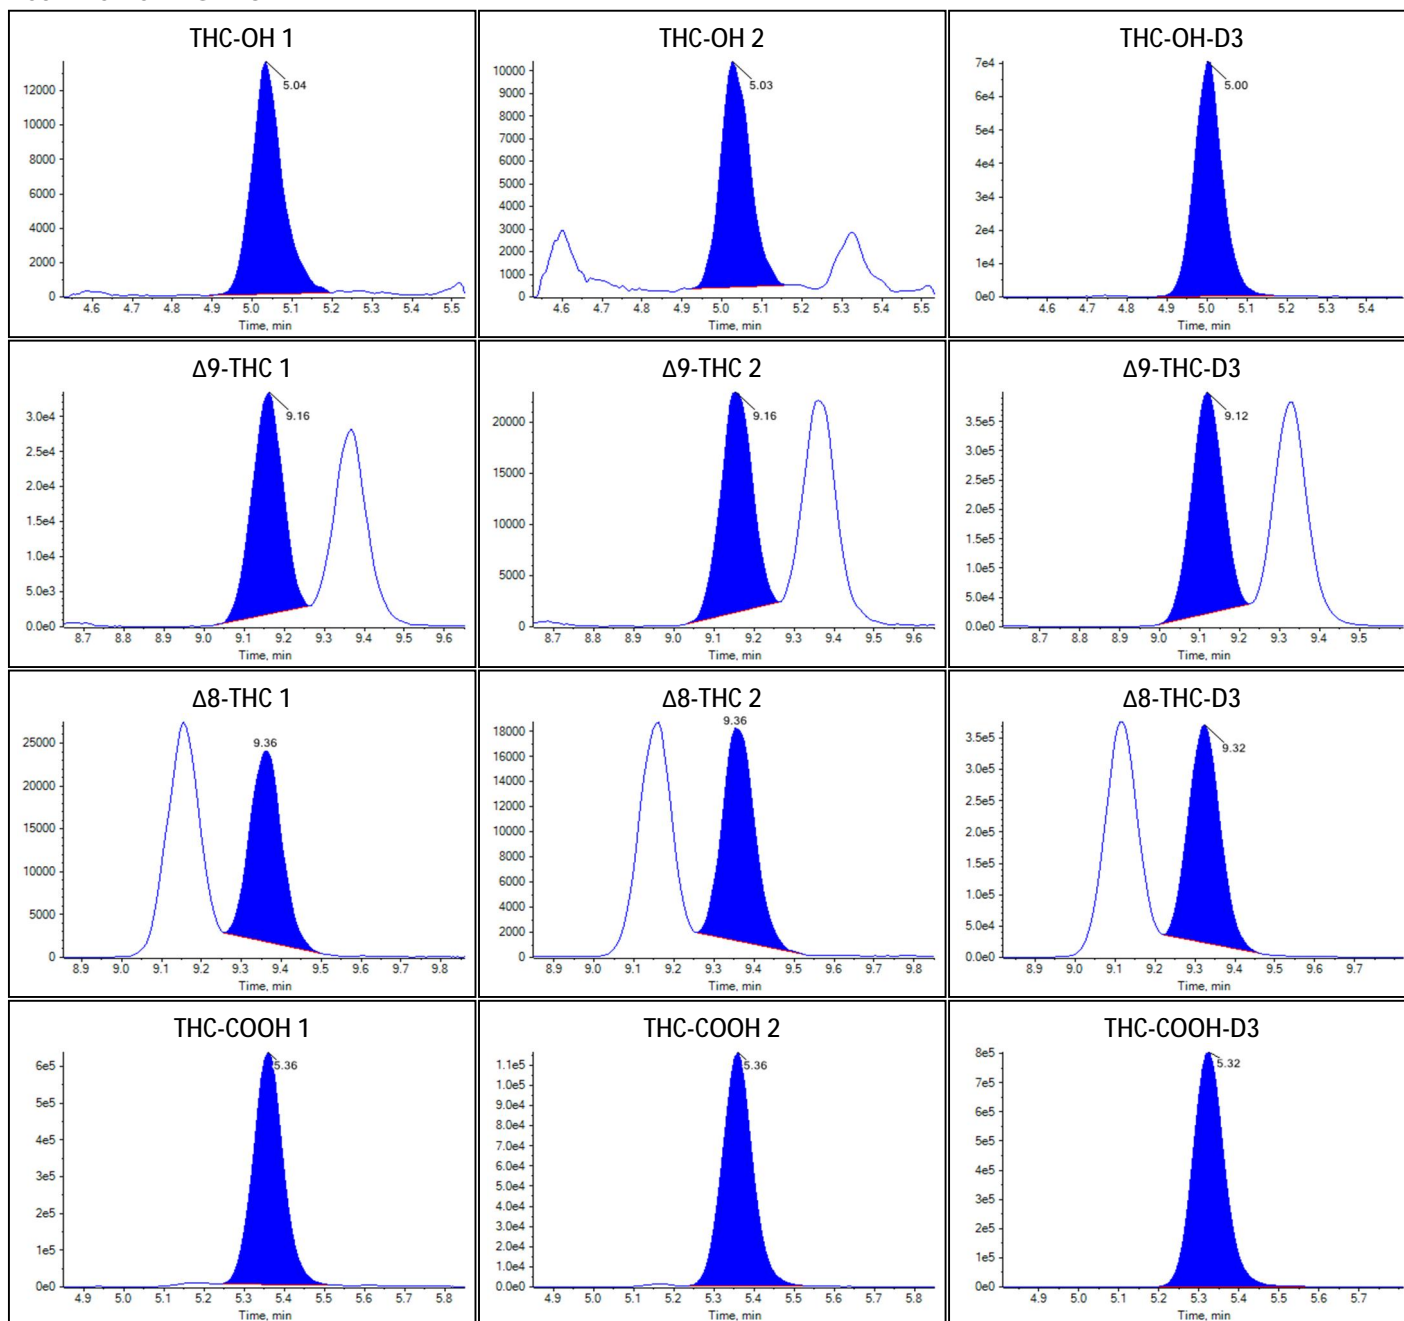 THC-OH 1
12000
10000
8000
6000
4000
2000
0
5.04
4.6 4.7 4.8 4.9 5.0 5.1 5.2 5.3 5.4 5.5
Time, min
THC-OH 2
10000
9000
8000
7000
6000
5000
4000
3000
2000
1000
0
5.03
4.6 4.7 4.8 4.9 5.0 5.1 5.2 5.3 5.4 5.5
Time, min
THC-OH-D3
7e4
6e4
5e4
4e4
3e4
2e4
1e4
0e0
5.00
4.6 4.7 4.8 4.9 5.0 5.1 5.2 5.3 5.4
Time, min
Δ9-THC 1
3.0e4
2.5e4
2.0e4
1.5e4
1.0e4
5.0e3
0.0e0
9.16
8.7 8.8 8.9 9.0 9.1 9.2 9.3 9.4 9.5 9.6
Time, min
Δ9-THC 2
20000
15000
10000
5000
0
9.16
8.7 8.8 8.9 9.0 9.1 9.2 9.3 9.4 9.5 9.6
Time, min
Δ9-THC-D3
3.5e5
3.0e5
2.5e5
2.0e5
1.5e5
1.0e5
5.0e4
0.0e0
9.12
8.7 8.8 8.9 9.0 9.1 9.2 9.3 9.4 9.5
Time, min
Δ8-THC 1
25000
20000
15000
10000
5000
0
9.36
8.9 9.0 9.1 9.2 9.3 9.4 9.5 9.6 9.7 9.8
Time, min
Δ8-THC 2
18000
16000
14000
12000
10000
8000
6000
4000
2000
0
9.36
8.9 9.0 9.1 9.2 9.3 9.4 9.5 9.6 9.7 9.8
Time, min
Δ8-THC-D3
3.5e5
3.0e5
2.5e5
2.0e5
1.5e5
1.0e5
5.0e4
0.0e0
9.32
8.9 9.0 9.1 9.2 9.3 9.4 9.5 9.6 9.7
Time, min
THC-COOH 1
6e5
5e5
4e5
3e5
2e5
1e5
0e0
5.36
4.9 5.0 5.1 5.2 5.3 5.4 5.5 5.6 5.7 5.8
Time, min
THC-COOH 2
1.1e5
1.0e5
9.0e4
8.0e4
7.0e4
6.0e4
5.0e4
4.0e4
3.0e4
2.0e4
1.0e4
0.0e0
5.36
4.9 5.0 5.1 5.2 5.3 5.4 5.5 5.6 5.7 5.8
Time, min
THC-COOH-D3
8e5
7e5
6e5
5e5
4e5
3e5
2e5
1e5
0e0
5.32
4.9 5.0 5.1 5.2 5.3 5.4 5.5 5.6 5.7
Time, min